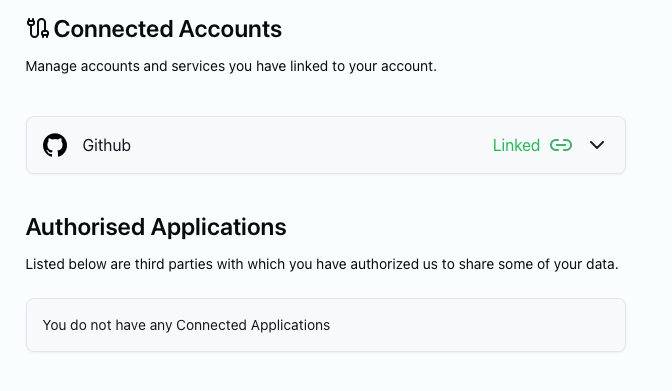 Connected Accounts
Manage accounts and services you have linked to your account.
Github
Linked
Authorised Applications
Listed below are third parties with which you have authorized us to share some of your data.
You do not have any Connected Applications